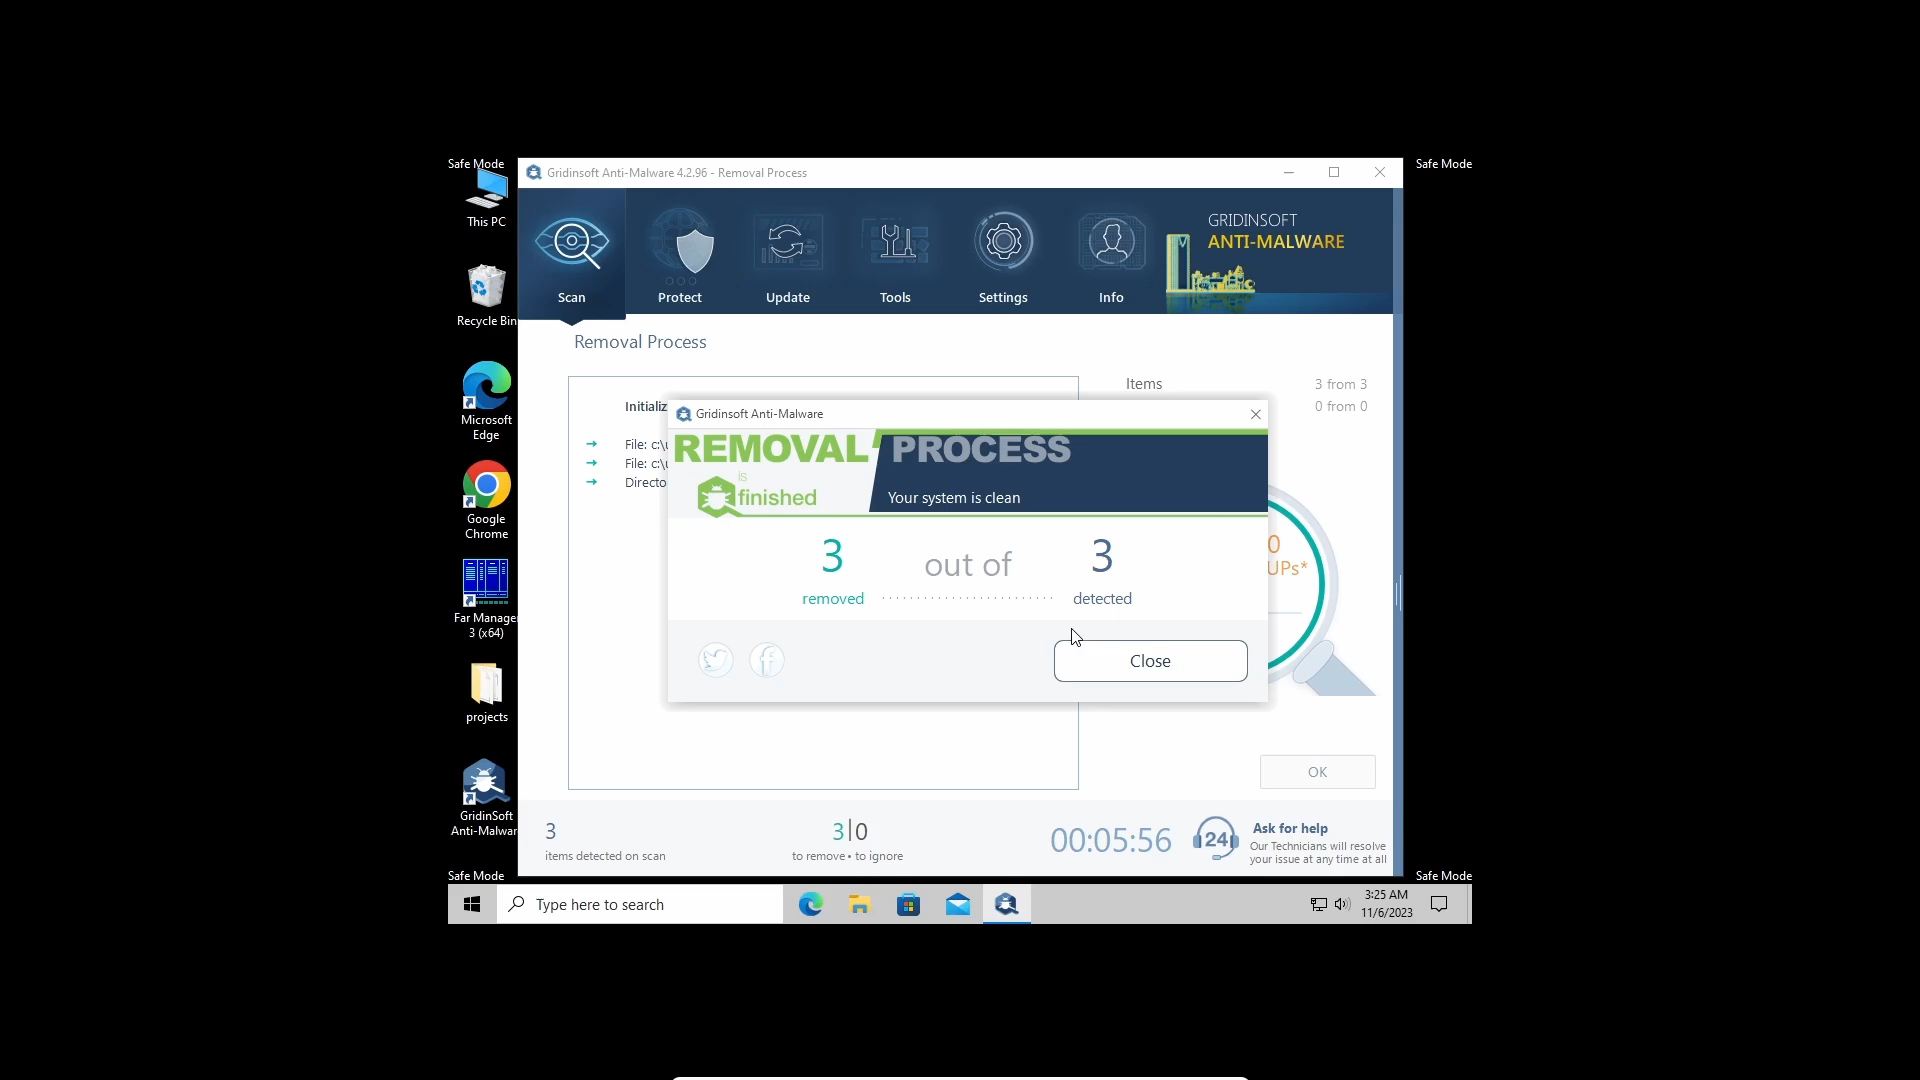 Safe Mode
Safe Mode
Gridinsoft Anti-Malware 4.2.96 - Removal Process
This PC
Recycle Bin
Microsoft
Edge
Google
Chrome
Far Manage
3 (x64)
projects
GridinSoft
Anti-Malwar
Scan
Protect
Update
Tools
Settings
Info
GRIDINSOFT
ANTI-MALWARE
Removal Process
Initializ
File: c:\u
File: c:\u
Directo
Items
3 from 3
0 from 0
Gridinsoft Anti-Malware
REMOVAL PROCESS
is
finished
Your system is clean
3 out of 3
removed
detected
Close
0
UPs*
OK
3
items detected on scan
3|0
to remove • to ignore
00:05:56
24
Ask for help
Our Technicians will resolve
your issue at any time at all
Safe Mode
Safe Mode
Type here to search
3:25 AM
11/6/2023